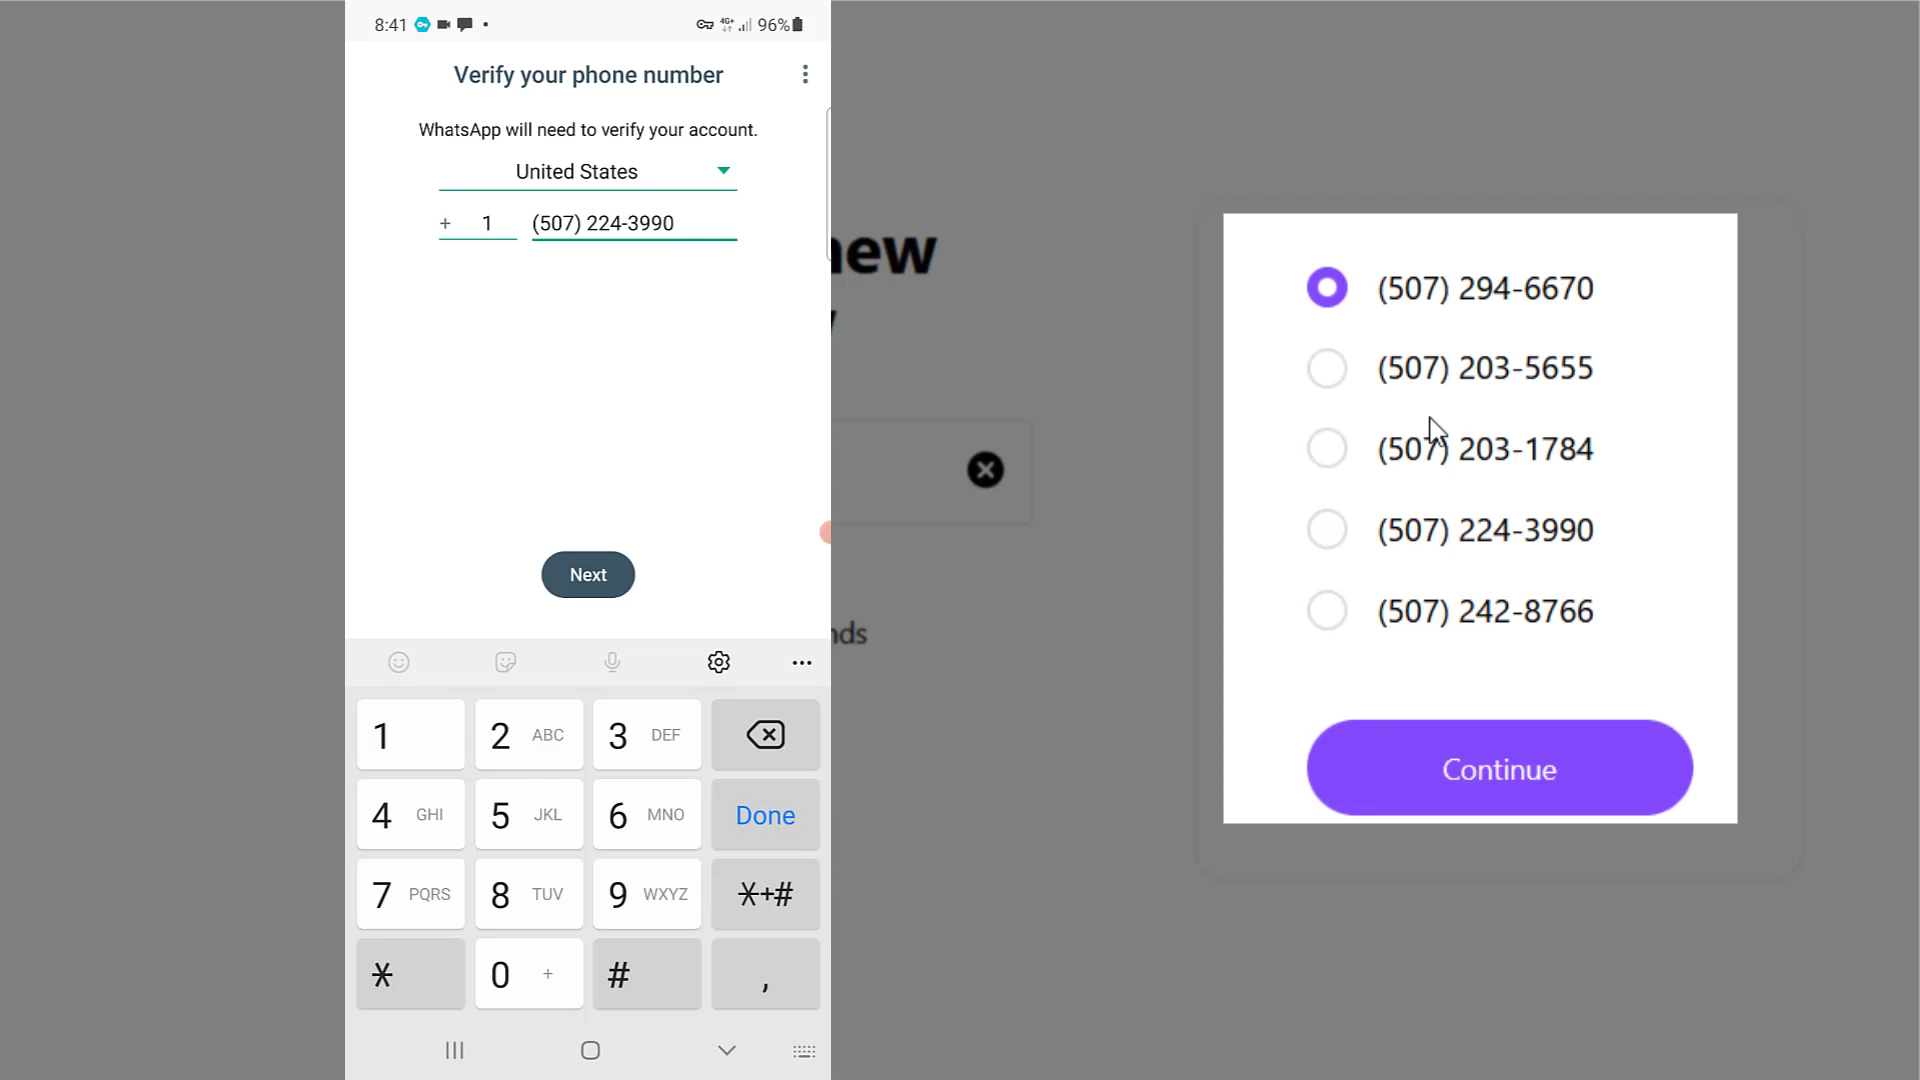 8:41 4G+ 96%
Verify your phone number
WhatsApp will need to verify your account.
United States
+ 1 (507) 224-3990
Next
1 2 ABC 3 DEF
4 GHI 5 JKL 6 MNO Done
7 PQRS 8 TUV 9 WXYZ *+#
* 0 + # ,
new
nds
(507) 294-6670
(507) 203-5655
(507) 203-1784
(507) 224-3990
(507) 242-8766
Continue